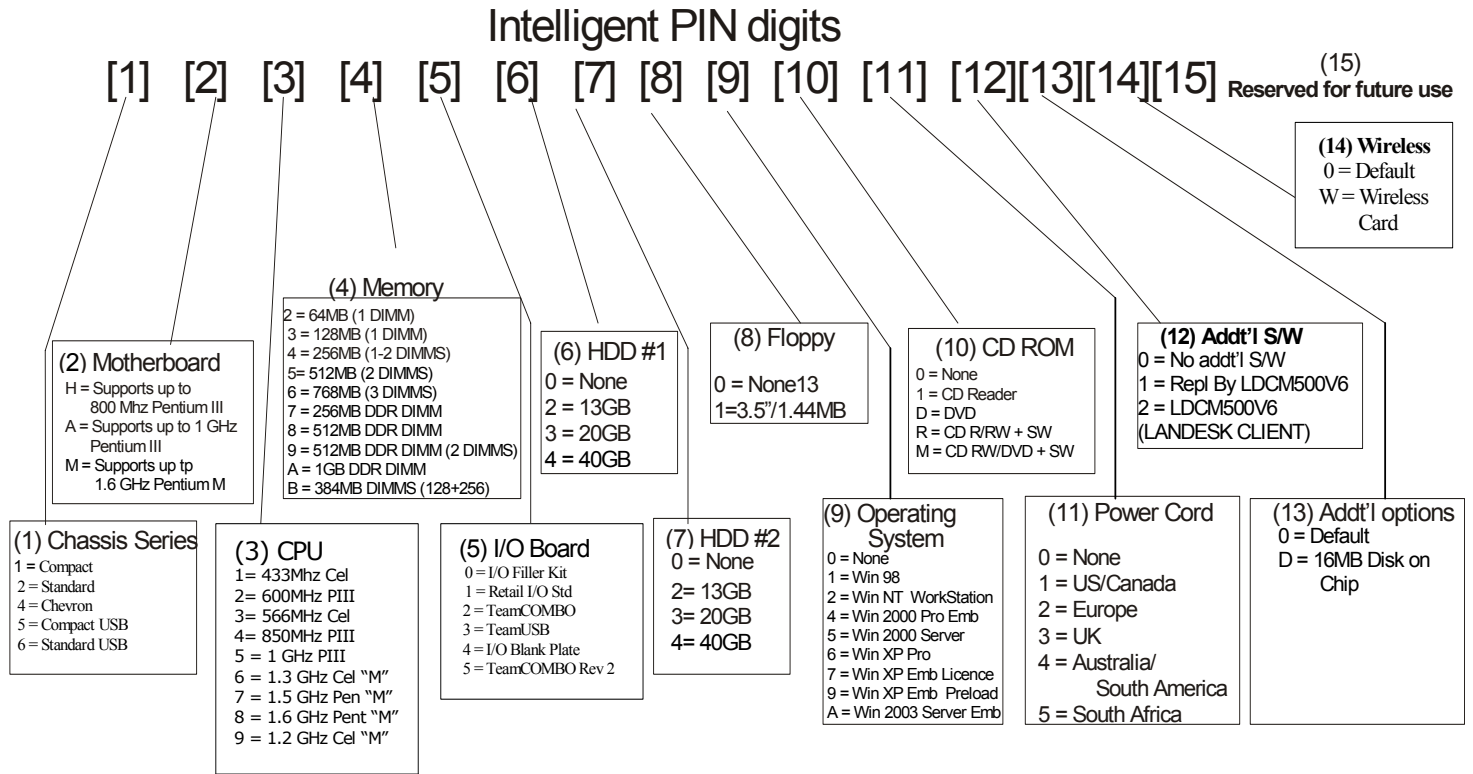 Intelligent PIN digits
[1] [2] [3] [4] [5] [6] [7] [8] [9] [10] [11] [12][13][14][15]
(15)
Reserved for future use
(14) Wireless
0 = Default
W = Wireless
Card
(4) Memory
2 = 64MB (1 DIMM)
3 = 128MB (1 DIMM)
4 = 256MB (1-2 DIMMS)
5= 512MB (2 DIMMS)
6 = 768MB (3 DIMMS)
7 = 256MB DDR DIMM
8 = 512MB DDR DIMM
9 = 512MB DDR DIMM (2 DIMMS)
A = 1GB DDR DIMM
B = 384MB DIMMS (128+256)
(2) Motherboard
H = Supports up to
800 Mhz Pentium III
A = Supports up to 1 GHz
Pentium III
M = Supports up tp
1.6 GHz Pentium M
(6) HDD #1
0 = None
2 = 13GB
3 = 20GB
4 = 40GB
(8) Floppy
0 = None13
1=3.5”/1.44MB
(10) CD ROM
0 = None
1 = CD Reader
D = DVD
R = CD R/RW + SW
M = CD RW/DVD + SW
(12) Addt'l S/W
0 = No addt'l S/W
1 = Repl By LDCM500V6
2 = LDCM500V6
(LANDESK CLIENT)
(1) Chassis Series
1 = Compact
2 = Standard
4 = Chevron
5 = Compact USB
6 = Standard USB
(3) CPU
1= 433Mhz Cel
2= 600MHz PIII
3= 566MHz Cel
4= 850MHz PIII
5 = 1 GHz PIII
6 = 1.3 GHz Cel “M”
7 = 1.5 GHz Pen “M”
8 = 1.6 GHz Pent “M”
9 = 1.2 GHz Cel “M”
(5) I/O Board
0 = I/O Filler Kit
1 = Retail I/O Std
2 = TeamCOMBO
3 = TeamUSB
4 = I/O Blank Plate
5 = TeamCOMBO Rev 2
(7) HDD #2
0 = None
2= 13GB
3= 20GB
4= 40GB
(9) Operating
System
0 = None
1 = Win 98
2 = Win NT WorkStation
4 = Win 2000 Pro Emb
5 = Win 2000 Server
6 = Win XP Pro
7 = Win XP Emb Licence
9 = Win XP Emb Preload
A = Win 2003 Server Emb
(11) Power Cord
0 = None
1 = US/Canada
2 = Europe
3 = UK
4 = Australia/
South America
5 = South Africa
(13) Addt'l options
0 = Default
D = 16MB Disk on
Chip